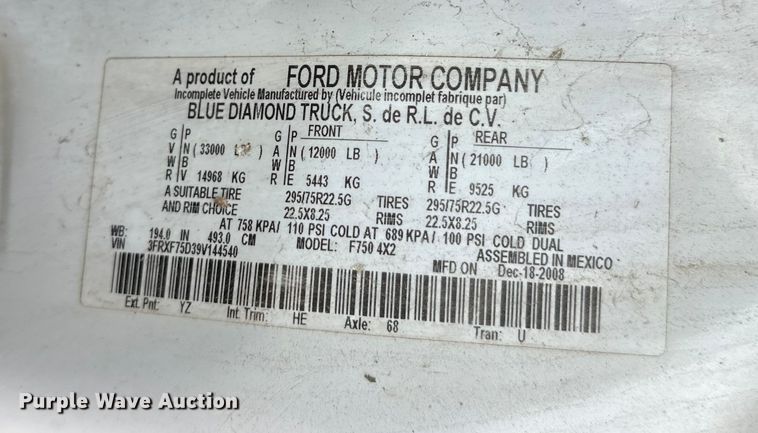 A product of FORD MOTOR COMPANY
Incomplete Vehicle Manufactured by (Vehicule incomplet fabrique par)
BLUE DIAMOND TRUCK, S. de R.L. de C.V.
G P G P FRONT G P REAR
V N ( 33000 LB ) A N ( 12000 LB ) A N ( 21000 LB )
W B W B W B
R V 14968 KG R E 5443 KG R E 9525 KG
A SUITABLE TIRE 295/75R22.5G TIRES 295/75R22.5G TIRES
AND RIM CHOICE 22.5X8.25 RIMS 22.5X8.25 RIMS
AT 758 KPA/ 110 PSI COLD AT 689 KPA/ 100 PSI COLD DUAL
WB: 194.0 IN 493.0 CM MODEL: F750 4X2 ASSEMBLED IN MEXICO
VIN 3FRXF75D39V144540 MFD ON Dec-18-2008
Ext. Pnt: YZ Int Trim: HE Axle: 68 Tran: U
Purple Wave Auction